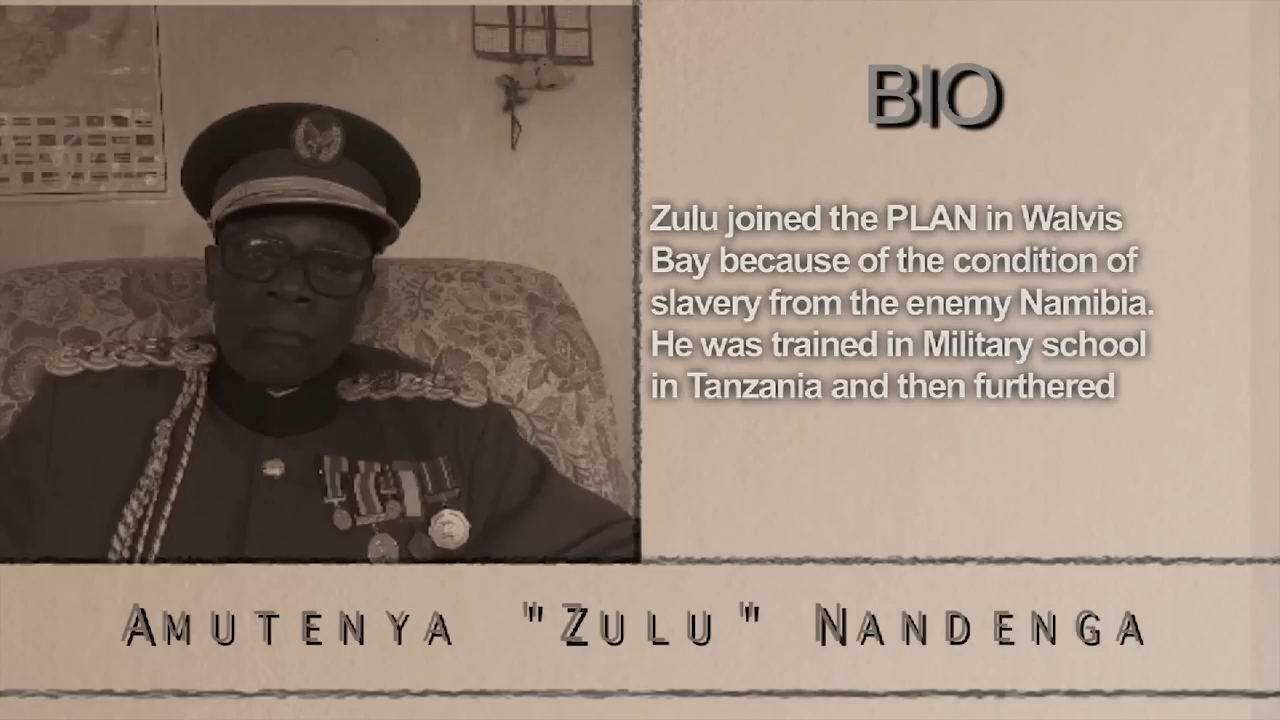 BIO
Zulu joined the PLAN in Walvis
Bay because of the condition of
slavery from the enemy Namibia.
He was trained in Military school
in Tanzania and then furthered
AMUTENYA "ZULU" NANDENGA